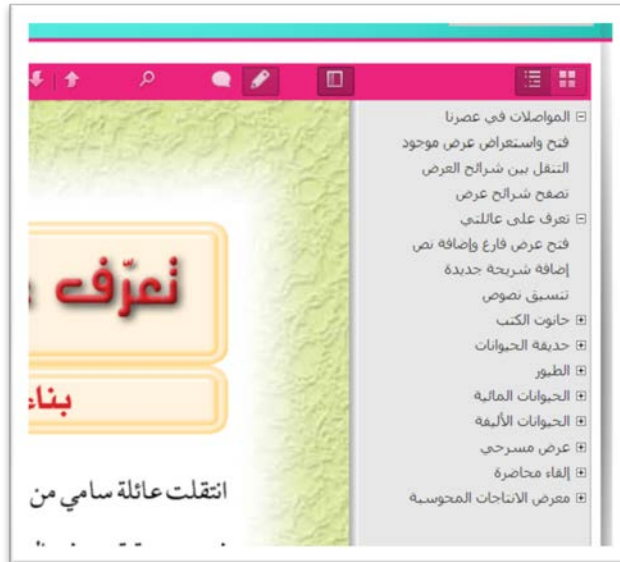 المواصلات في عصرنا
فتح واستعراض عرض موجود
التنقل بين شرائح العرض
تصفح شرائح عرض
تعرف على عائلتي
فتح عرض فارغ وإضافة نص
إضافة شريحة جديدة
تنسيق نصوص
حانوت الكتب
حديقة الحيوانات
الطيور
الحيوانات المائية
الحيوانات الأليفة
عرض مسرحي
إلقاء محاضرة
معرض الانتاجات المحوسبة
تعرّف
بناء
انتقلت عائلة سامي من